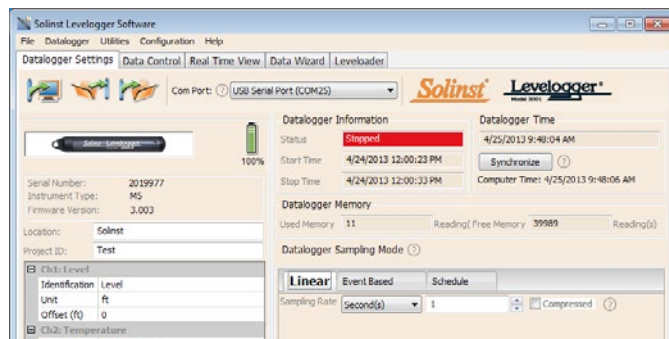 Solinst Levelogger Software
File Datalogger Utilities Configuration Help
Datalogger Settings Data Control Real Time View Data Wizard Leveloader
Com Port: ? USB Serial Port (COM25)
Solinst Levelogger®
Model 3001
Solinst Levelogger
100%
Serial Number: 2019977
Instrument Type: M5
Firmware Version: 3.003
Location: Solinst
Project ID: Test
Ch1: Level
Identification Level
Unit ft
Offset (ft) 0
Ch2: Temperature
Datalogger Information
Status Stopped
Start Time 4/24/2013 12:00:23 PM
Stop Time 4/24/2013 12:00:33 PM
Datalogger Time
4/25/2013 9:48:04 AM
Synchronize ?
Computer Time: 4/25/2013 9:48:06 AM
Datalogger Memory
Used Memory 11 Reading( Free Memory 39989 Reading(s)
Datalogger Sampling Mode ?
Linear Event Based Schedule
Sampling Rate Second(s) 1 Compressed ?